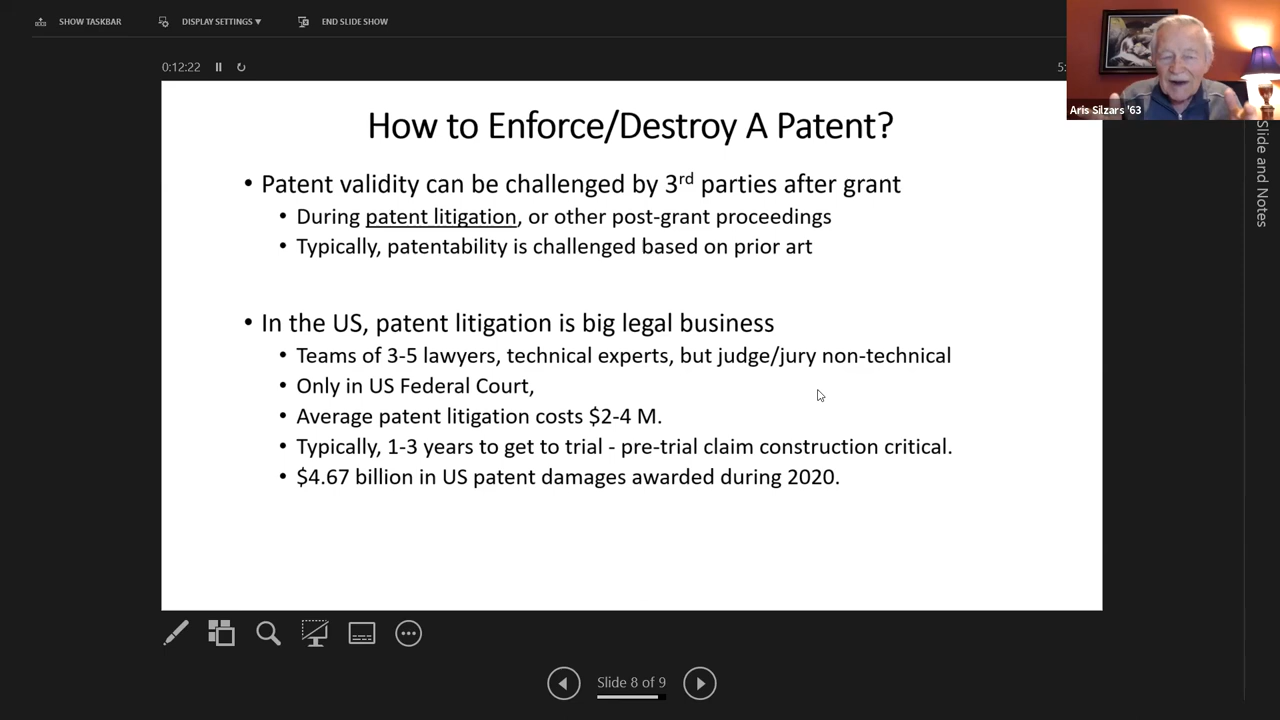 SHOW TASKBAR
DISPLAY SETTINGS ▼
END SLIDE SHOW
0:12:22
5:
Aris Silzars '63
Slide and Notes
How to Enforce/Destroy A Patent?
• Patent validity can be challenged by 3rd parties after grant
• During patent litigation, or other post-grant proceedings
• Typically, patentability is challenged based on prior art
• In the US, patent litigation is big legal business
• Teams of 3-5 lawyers, technical experts, but judge/jury non-technical
• Only in US Federal Court,
• Average patent litigation costs $2-4 M.
• Typically, 1-3 years to get to trial - pre-trial claim construction critical.
• $4.67 billion in US patent damages awarded during 2020.
Slide 8 of 9